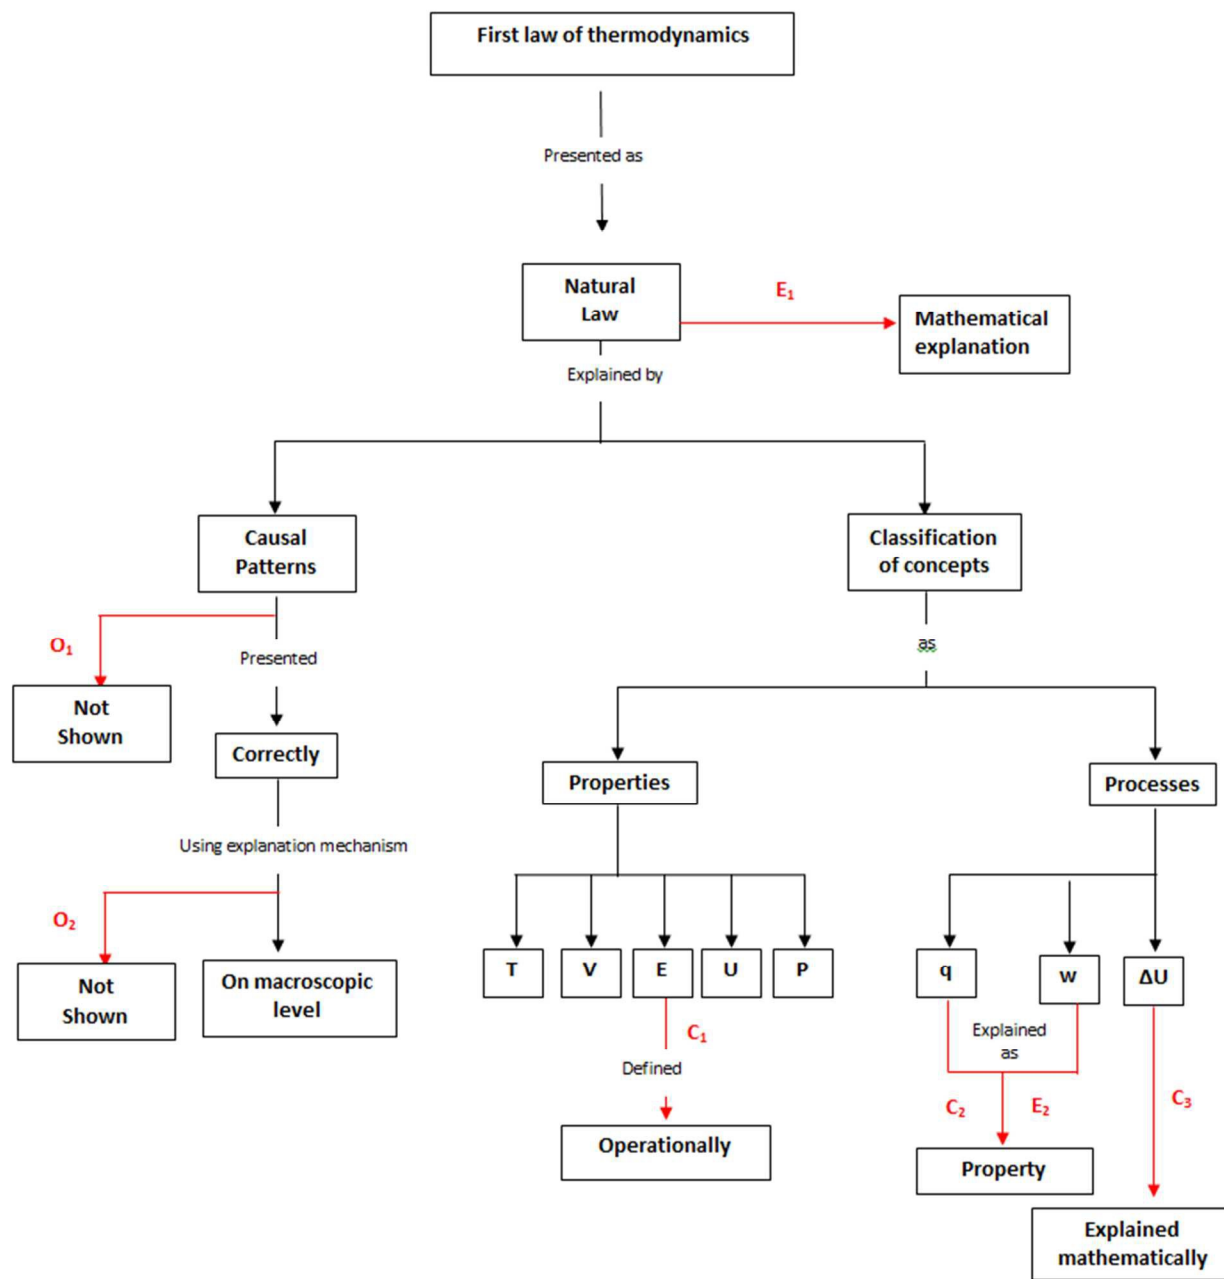 First law of thermodynamics
Presented as
Natural
Law
E₁
Mathematical
explanation
Explained by
Causal
Patterns
Classification
of concepts
O₁
Presented
as
Not
Shown
Correctly
Properties
Processes
Using explanation mechanism
O₂
Not
Shown
On macroscopic
level
T
V
E
U
P
q
w
ΔU
C₁
Defined
Operationally
Explained
as
C₂
E₂
C₃
Property
Explained
mathematically